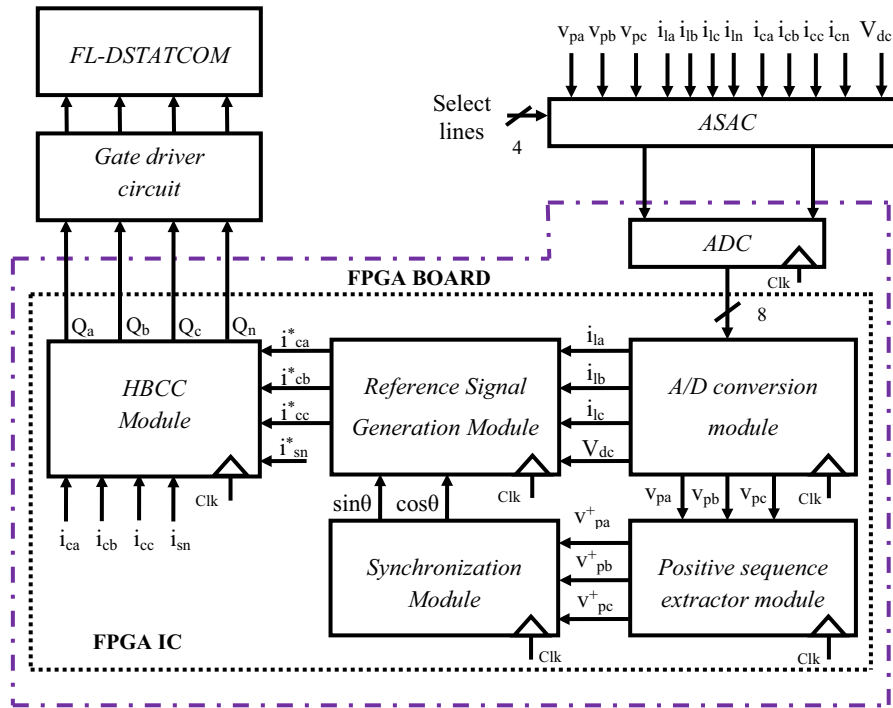 v_pa v_pb v_pc i_la i_lb i_lc i_ln i_ca i_cb i_cc i_cn V_dc
FL-DSTATCOM
Select
lines
4
ASAC
Gate driver
circuit
ADC
Clk
FPGA BOARD
8
Q_a Q_b Q_c Q_n
HBCC
Module
Clk
i*_ca
i*_cb
i*_cc
i*_sn
i_ca i_cb i_cc i_sn
Reference Signal
Generation Module
Clk
i_la
i_lb
i_lc
V_dc
A/D conversion
module
Clk
sinθ cosθ
v_pa v_pb v_pc
Synchronization
Module
Clk
v+_pa
v+_pb
v+_pc
Positive sequence
extractor module
Clk
FPGA IC